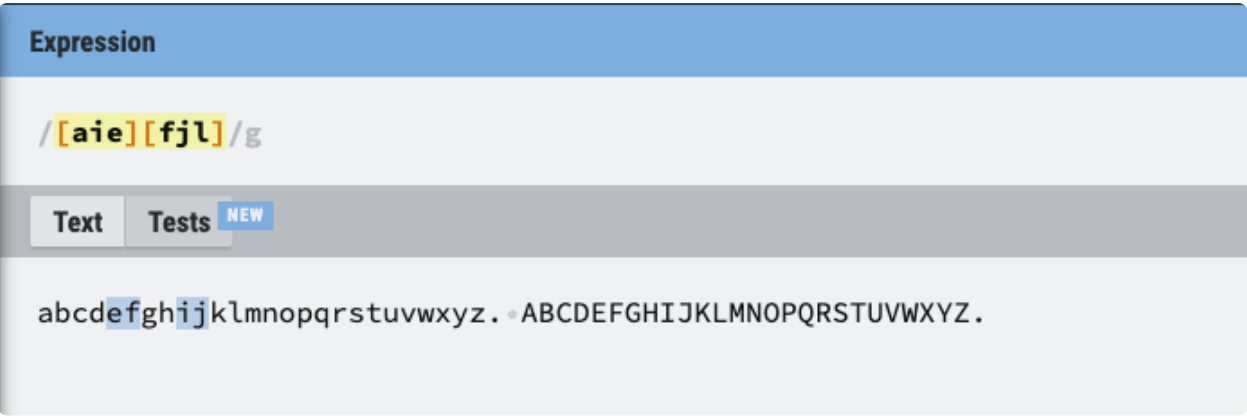 Expression
/[aie][fjl]/g
Text Tests NEW
abcdefghijklmnopqrstuvwxyz. ABCDEFGHIJKLMNOPQRSTUVWXYZ.